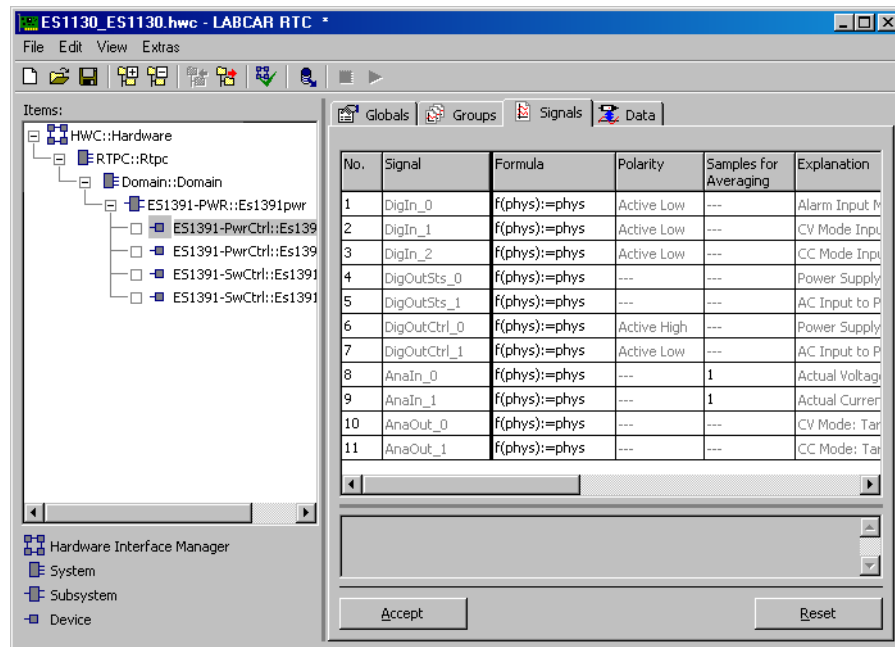 ES1130_ES1130.hwc - LABCAR RTC *
File Edit View Extras
Items:
HWC::Hardware
RTPC::Rtpc
Domain::Domain
ES1391-PWR::Es1391pwr
ES1391-PwrCtrl::Es139
ES1391-PwrCtrl::Es139
ES1391-SwCtrl::Es1391
ES1391-SwCtrl::Es1391
Hardware Interface Manager
System
Subsystem
Device
Globals Groups Signals Data
No. Signal Formula Polarity Samples for Averaging Explanation
1 DigIn_0 f(phys):=phys Active Low --- Alarm Input M
2 DigIn_1 f(phys):=phys Active Low --- CV Mode Inpu
3 DigIn_2 f(phys):=phys Active Low --- CC Mode Inpu
4 DigOutSts_0 f(phys):=phys --- --- Power Supply
5 DigOutSts_1 f(phys):=phys --- --- AC Input to P
6 DigOutCtrl_0 f(phys):=phys Active High --- Power Supply
7 DigOutCtrl_1 f(phys):=phys Active Low --- AC Input to P
8 AnaIn_0 f(phys):=phys --- 1 Actual Voltag
9 AnaIn_1 f(phys):=phys --- 1 Actual Curren
10 AnaOut_0 f(phys):=phys --- --- CV Mode: Tar
11 AnaOut_1 f(phys):=phys --- --- CC Mode: Tar
Accept Reset